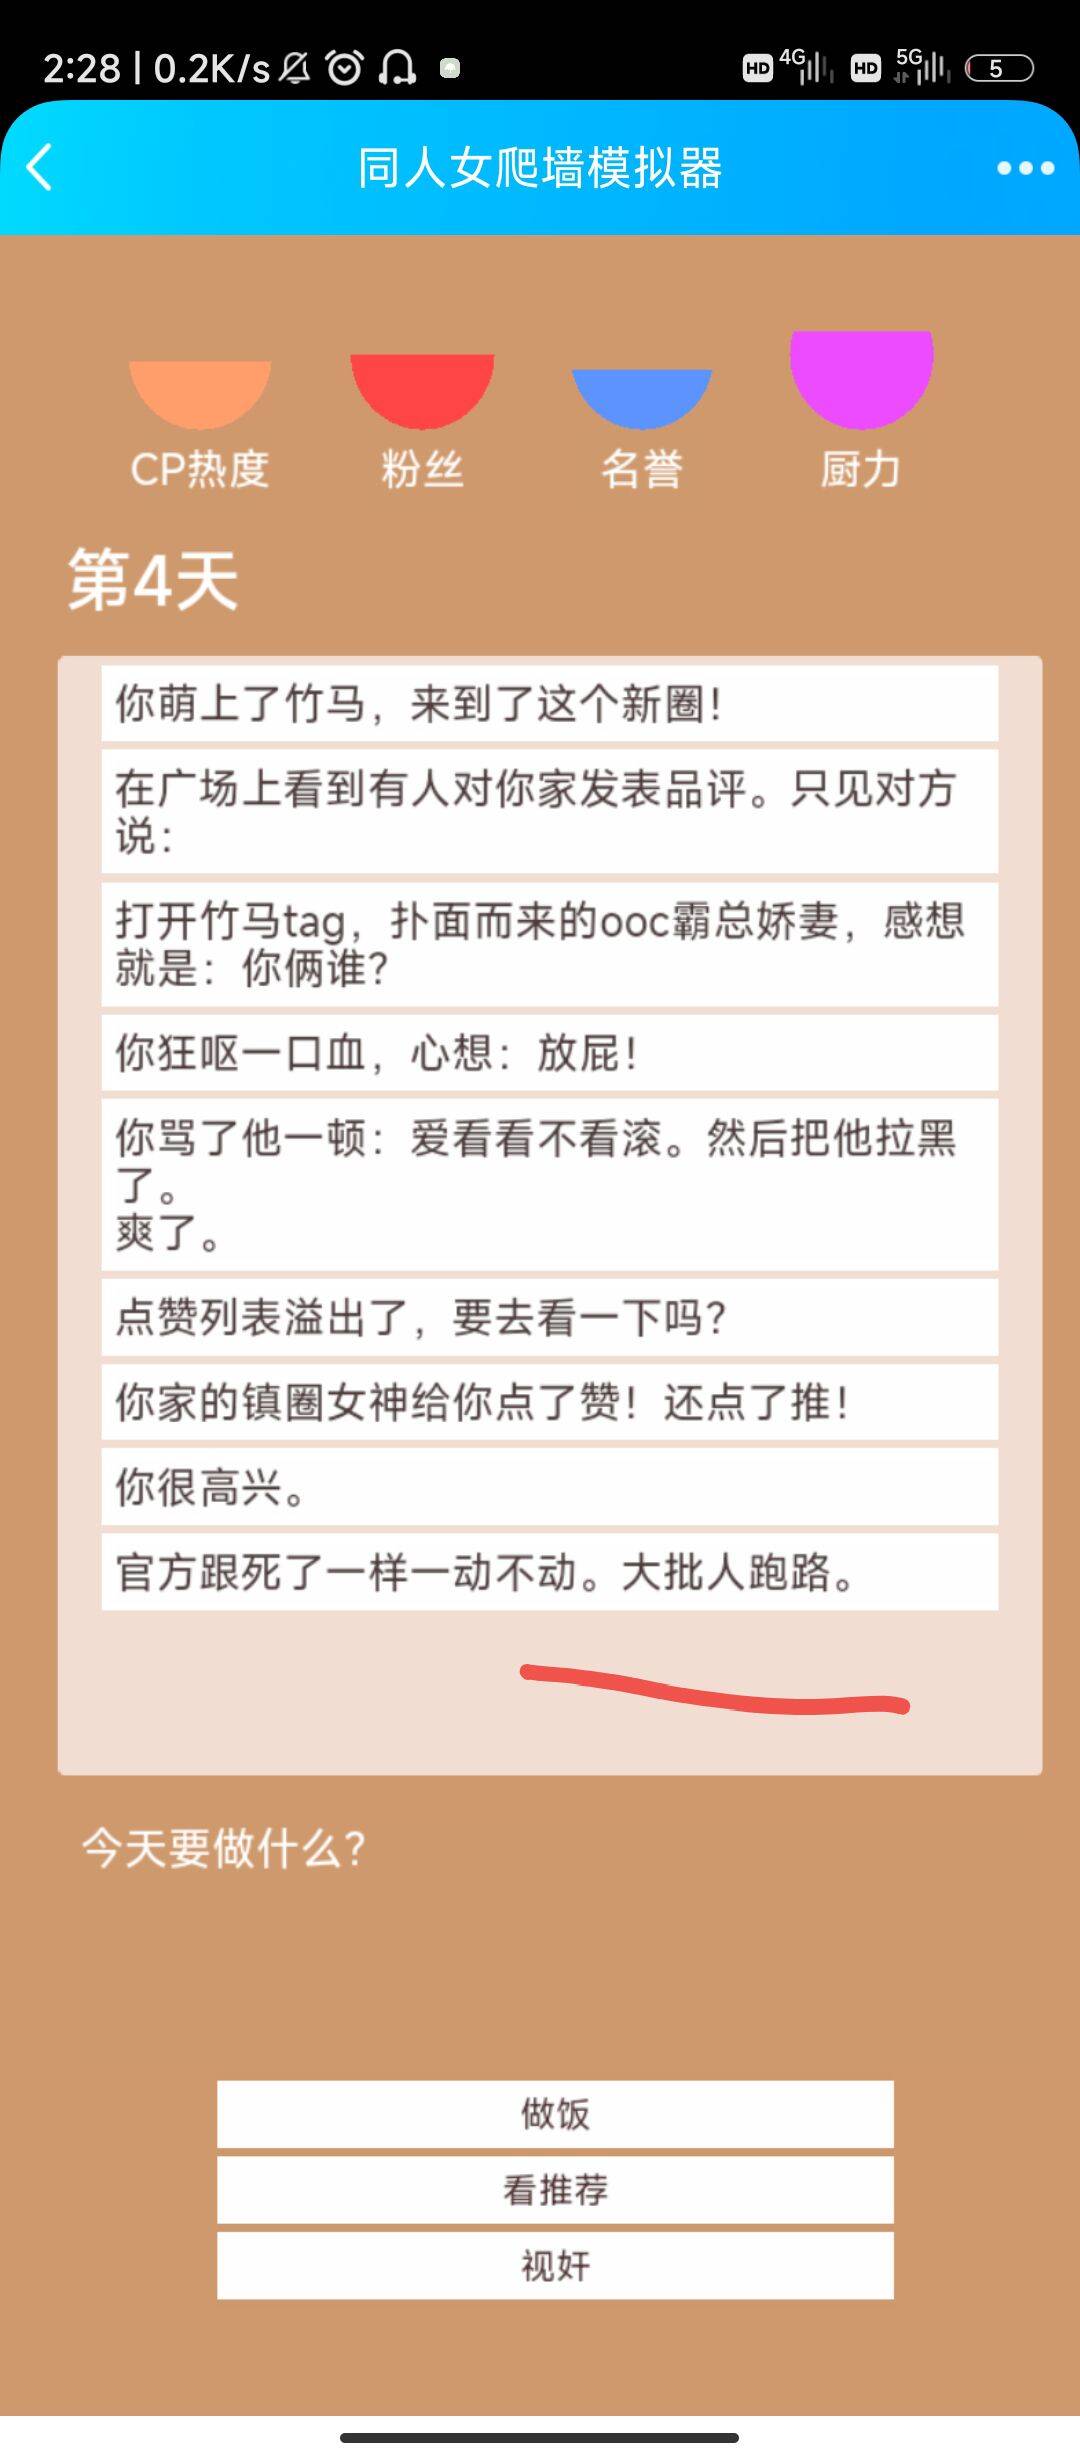 2:28 | 0.2K/s HD 4G HD 5G 5
同人女爬墙模拟器
CP热度 粉丝 名誉 厨力
第4天
你萌上了竹马，来到了这个新圈！
在广场上看到有人对你家发表品评。只见对方
说：
打开竹马tag，扑面而来的ooc霸总娇妻，感想
就是：你俩谁？
你狂呕一口血，心想：放屁！
你骂了他一顿：爱看看不看滚。然后把他拉黑
了。
爽了。
点赞列表溢出了，要去看一下吗？
你家的镇圈女神给你点了赞！还点了推！
你很高兴。
官方跟死了一样一动不动。大批人跑路。
今天要做什么？
做饭
看推荐
视奸